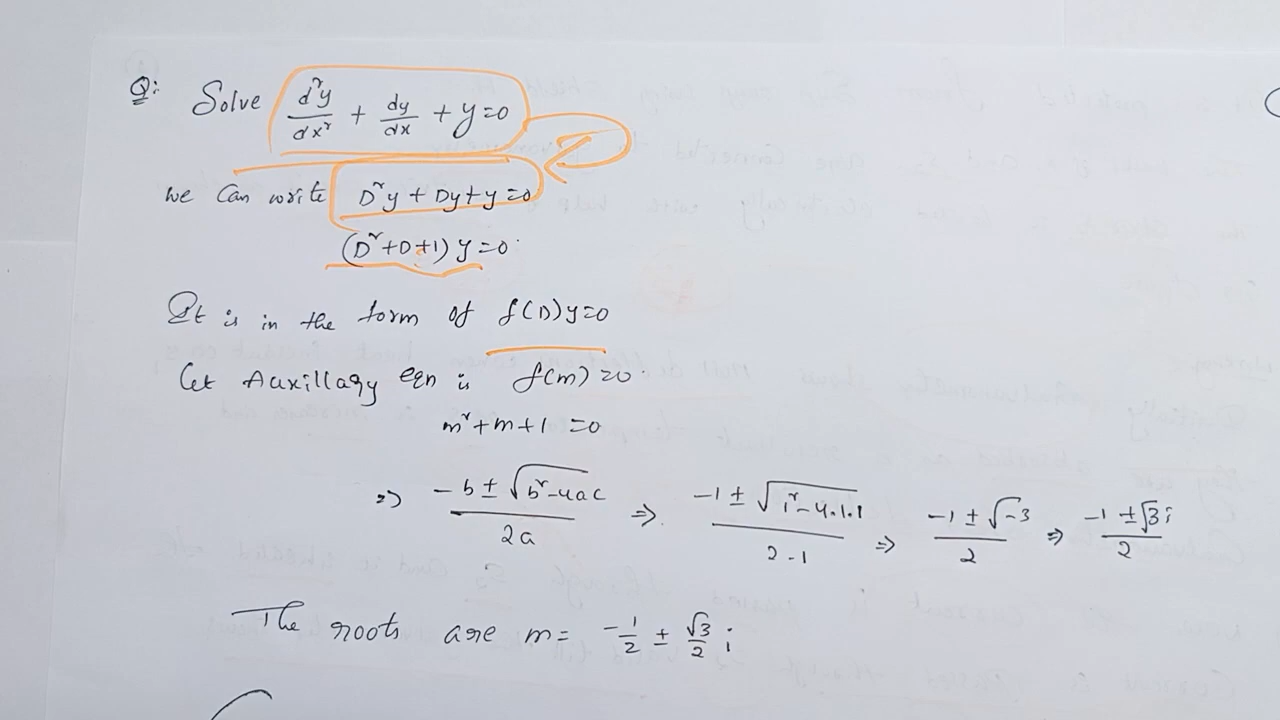 Q: Solve d²y/dx² + dy/dx + y = 0
we can write D²y + Dy + y = 0
(D² + D + 1) y = 0.
It is in the form of f(D)y = 0
Let Auxillary eqn is f(m) = 0.
m² + m + 1 = 0
⇒ (-b ± √(b² - 4ac))/2a ⇒ (-1 ± √(1² - 4.1.1))/2.1 ⇒ (-1 ± √-3)/2 ⇒ (-1 ± √3 i)/2
The roots are m = -1/2 ± √3/2 i